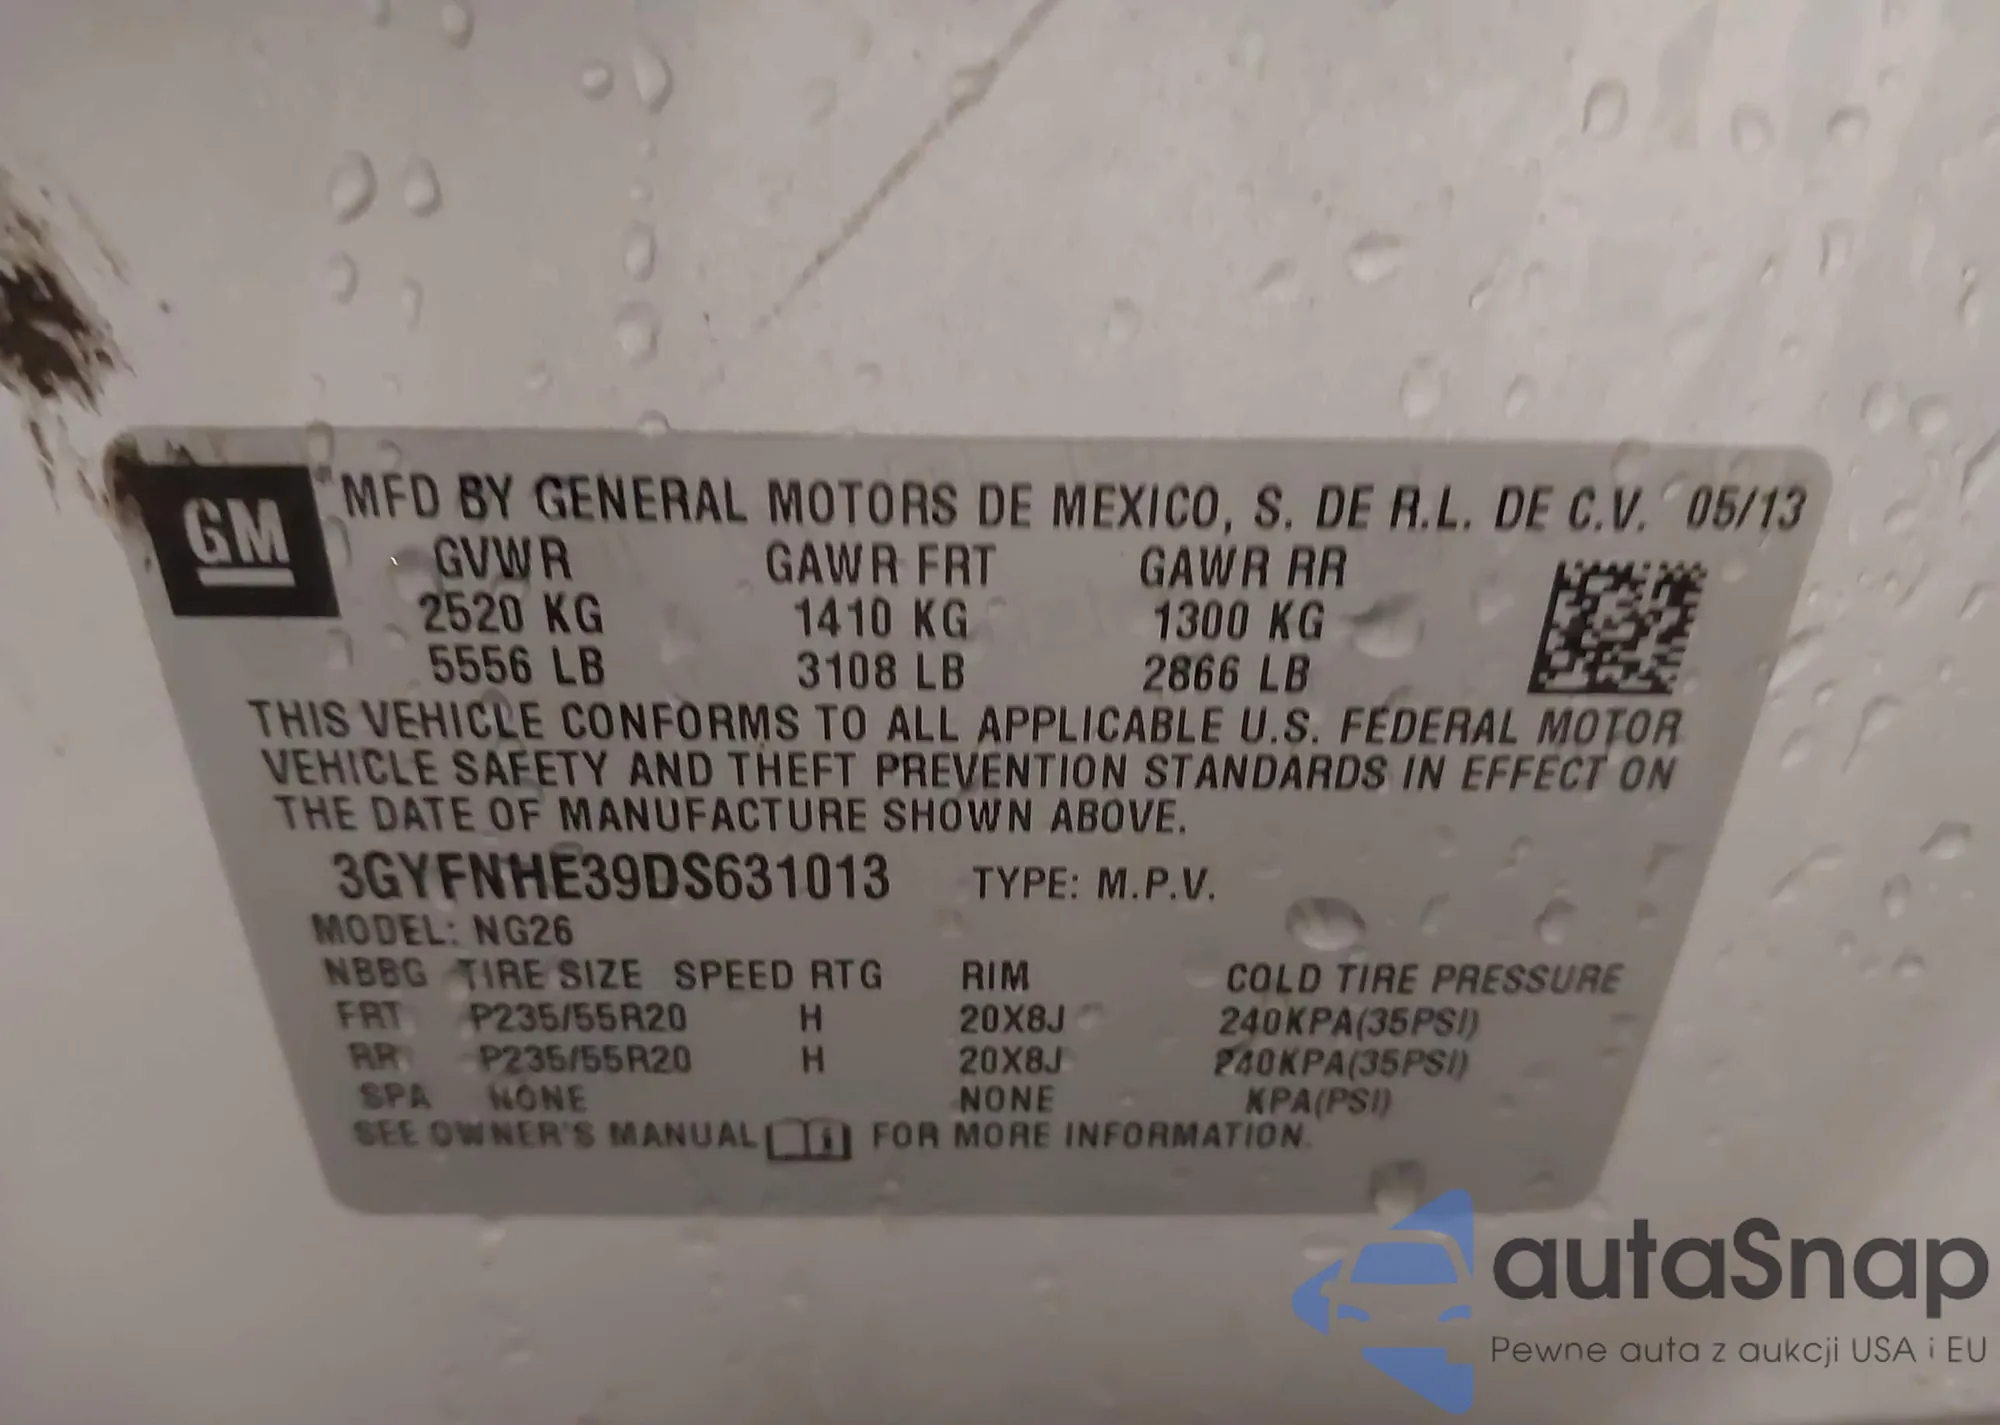 GM MFD BY GENERAL MOTORS DE MEXICO, S. DE R.L. DE C.V. 05/13
GVWR GAWR FRT GAWR RR
2520 KG 1410 KG 1300 KG
5556 LB 3108 LB 2866 LB
THIS VEHICLE CONFORMS TO ALL APPLICABLE U.S. FEDERAL MOTOR
VEHICLE SAFETY AND THEFT PREVENTION STANDARDS IN EFFECT ON
THE DATE OF MANUFACTURE SHOWN ABOVE.
3GYFNHE39DS631013 TYPE: M.P.V.
MODEL: NG26
NBBG TIRE SIZE SPEED RTG RIM COLD TIRE PRESSURE
FRT P235/55R20 H 20X8J 240KPA(35PSI)
RR P235/55R20 H 20X8J 240KPA(35PSI)
SPA NONE NONE KPA(PSI)
SEE OWNER'S MANUAL FOR MORE INFORMATION.
autaSnap
Pewne auta z aukcji USA i EU